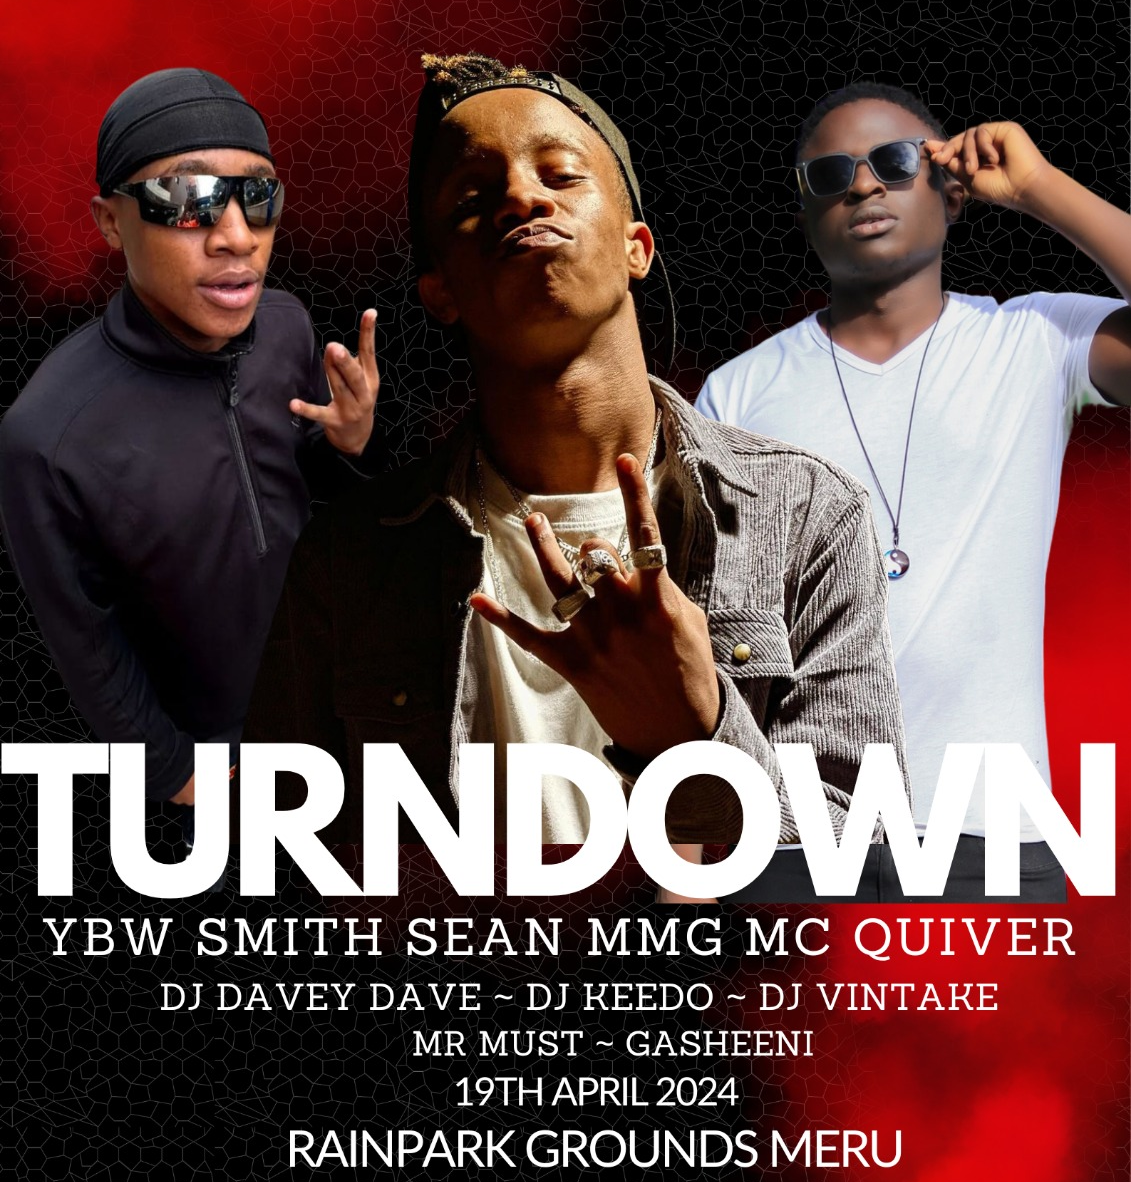 TURNDOWN
YBW SMITH SEAN MMG MC QUIVER
DJ DAVEY DAVE ~ DJ KEEDO ~ DJ VINTAKE
MR MUST ~ GASHEENI
19TH APRIL 2024
RAINPARK GROUNDS MERU